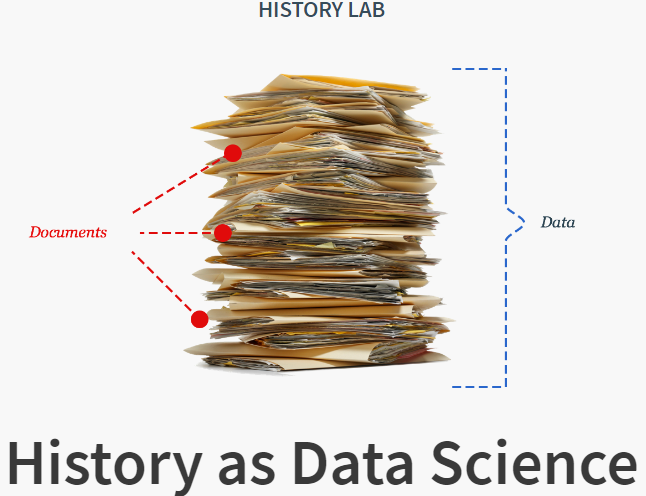 HISTORY LAB
Documents
Data
History as Data Science